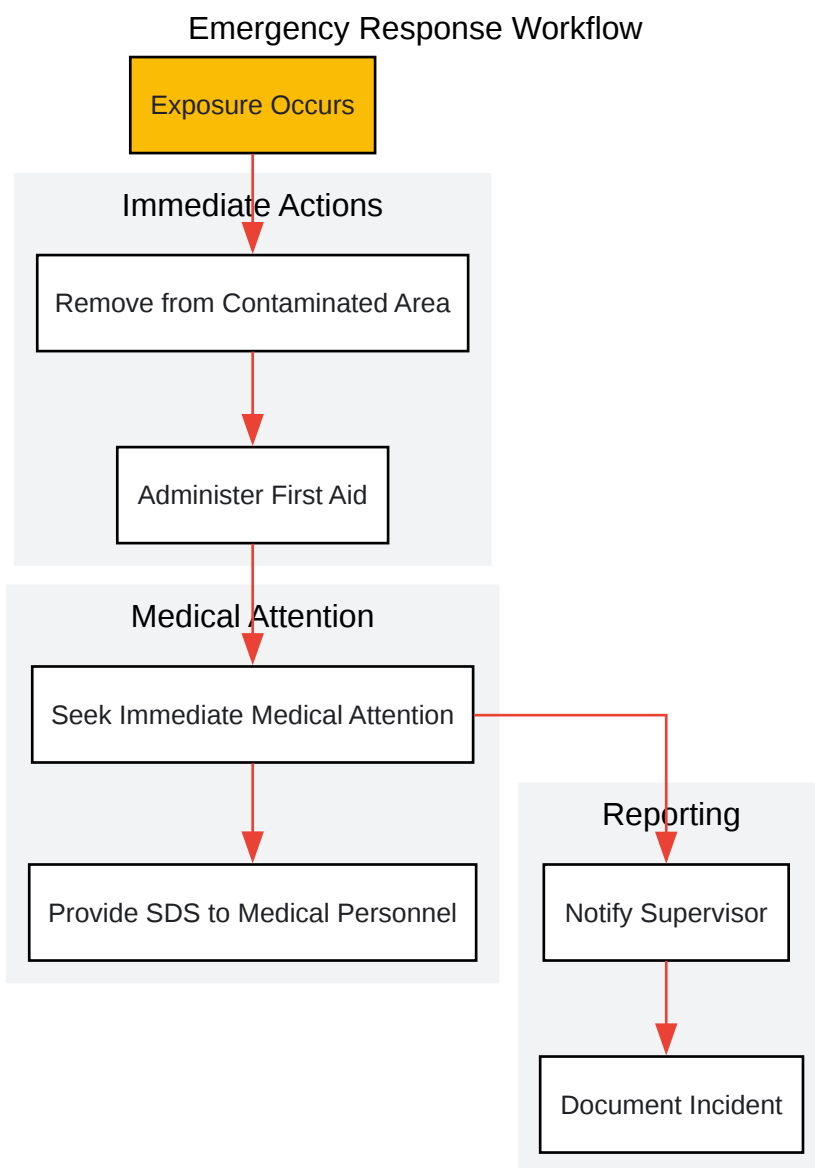 Emergency Response Workflow
Exposure Occurs
Immediate Actions
Remove from Contaminated Area
Administer First Aid
Medical Attention
Seek Immediate Medical Attention
Provide SDS to Medical Personnel
Reporting
Notify Supervisor
Document Incident